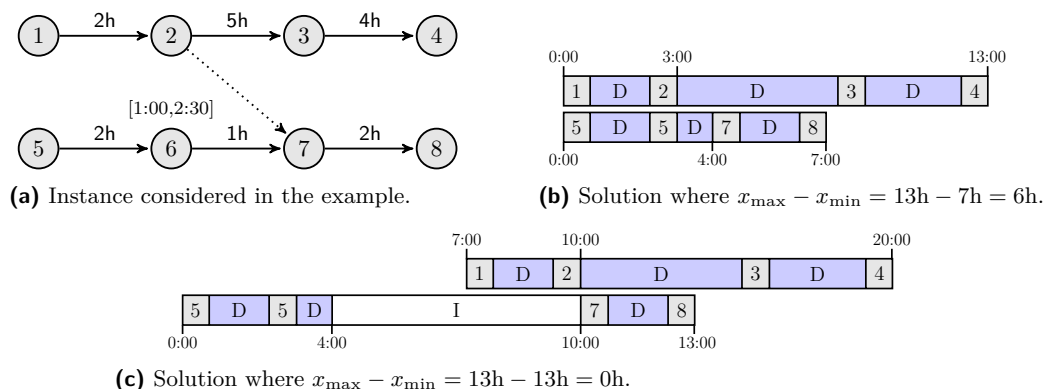 2h 5h 4h
1 2 3 4
[1:00,2:30]
2h 1h 2h
5 6 7 8
(a) Instance considered in the example.
0:00 3:00 13:00
1 D 2 D 3 D 4
5 D 5 D 7 D 8
0:00 4:00 7:00
(b) Solution where xmax − xmin = 13h − 7h = 6h.
7:00 10:00 20:00
1 D 2 D 3 D 4
5 D 5 D I 7 D 8
0:00 4:00 10:00 13:00
(c) Solution where xmax − xmin = 13h − 13h = 0h.